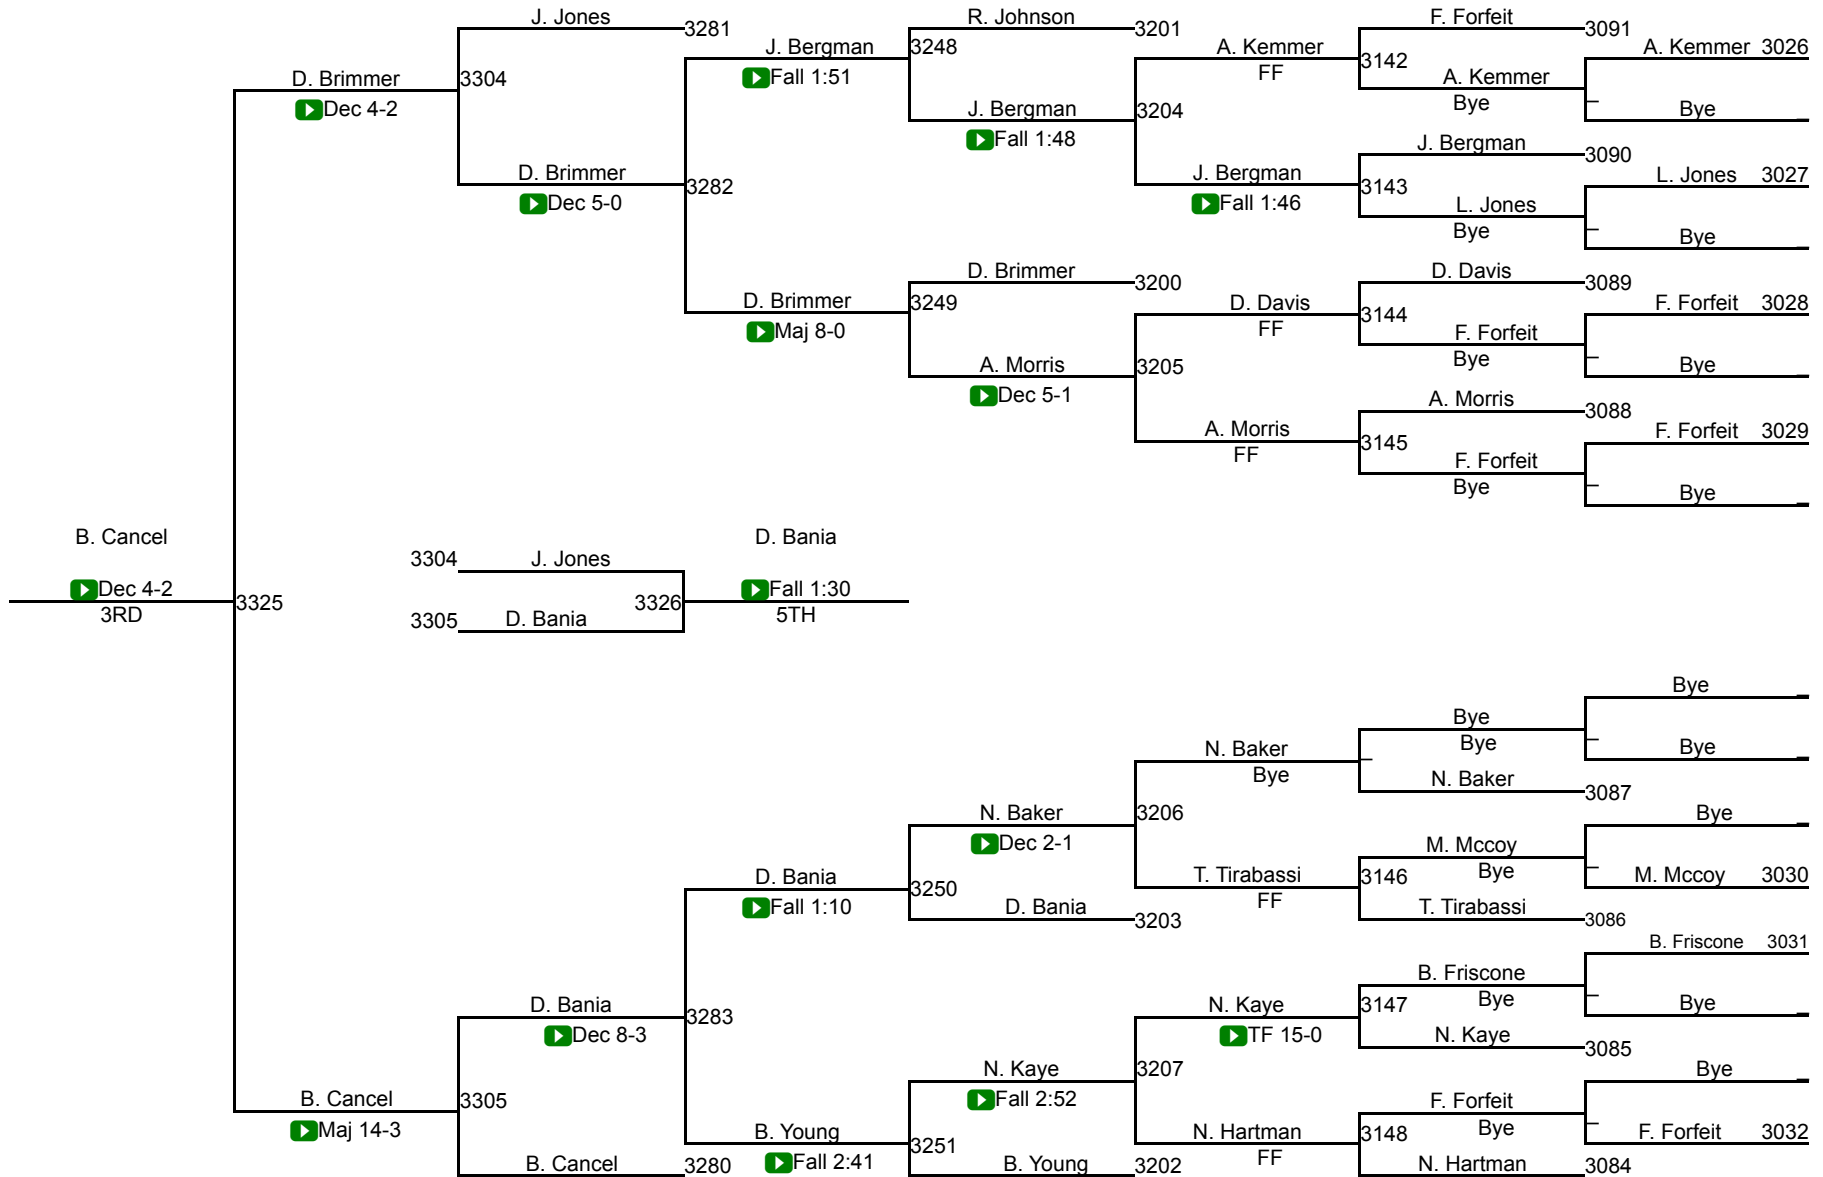 J. Jones
R. Johnson
F. Forfeit
3281
3201
3091
J. Bergman
3248
A. Kemmer
A. Kemmer 3026
Fall 1:51
FF
3142
D. Brimmer
3304
A. Kemmer
Dec 4-2
Bye
J. Bergman
3204
Bye
Fall 1:48
J. Bergman
3090
D. Brimmer
3282
J. Bergman
3143
L. Jones 3027
Dec 5-0
Fall 1:46
L. Jones
Bye
Bye
D. Brimmer
D. Davis
3200
3089
D. Brimmer
3249
D. Davis
F. Forfeit 3028
Maj 8-0
FF
3144
F. Forfeit
Bye
A. Morris
3205
Bye
Dec 5-1
A. Morris
3088
A. Morris
3145
F. Forfeit 3029
FF
F. Forfeit
Bye
Bye
B. Cancel
D. Bania
3304
J. Jones
Dec 4-2
Fall 1:30
3RD
3325
3326
5TH
3305
D. Bania
Bye
Bye
N. Baker
Bye
Bye
Bye
N. Baker
3087
N. Baker
3206
Bye
Dec 2-1
M. Mccoy
D. Bania
3250
T. Tirabassi
3146
Bye
M. Mccoy 3030
Fall 1:10
FF
D. Bania
3203
T. Tirabassi
3086
B. Friscone 3031
B. Friscone
D. Bania
3283
N. Kaye
3147
Bye
Bye
Dec 8-3
TF 15-0
N. Kaye
3085
N. Kaye
3207
Bye
B. Cancel
3305
Fall 2:52
F. Forfeit
Maj 14-3
B. Young
3251
N. Hartman
3148
Bye
F. Forfeit 3032
B. Cancel
3280
Fall 2:41
B. Young
3202
FF
N. Hartman
3084